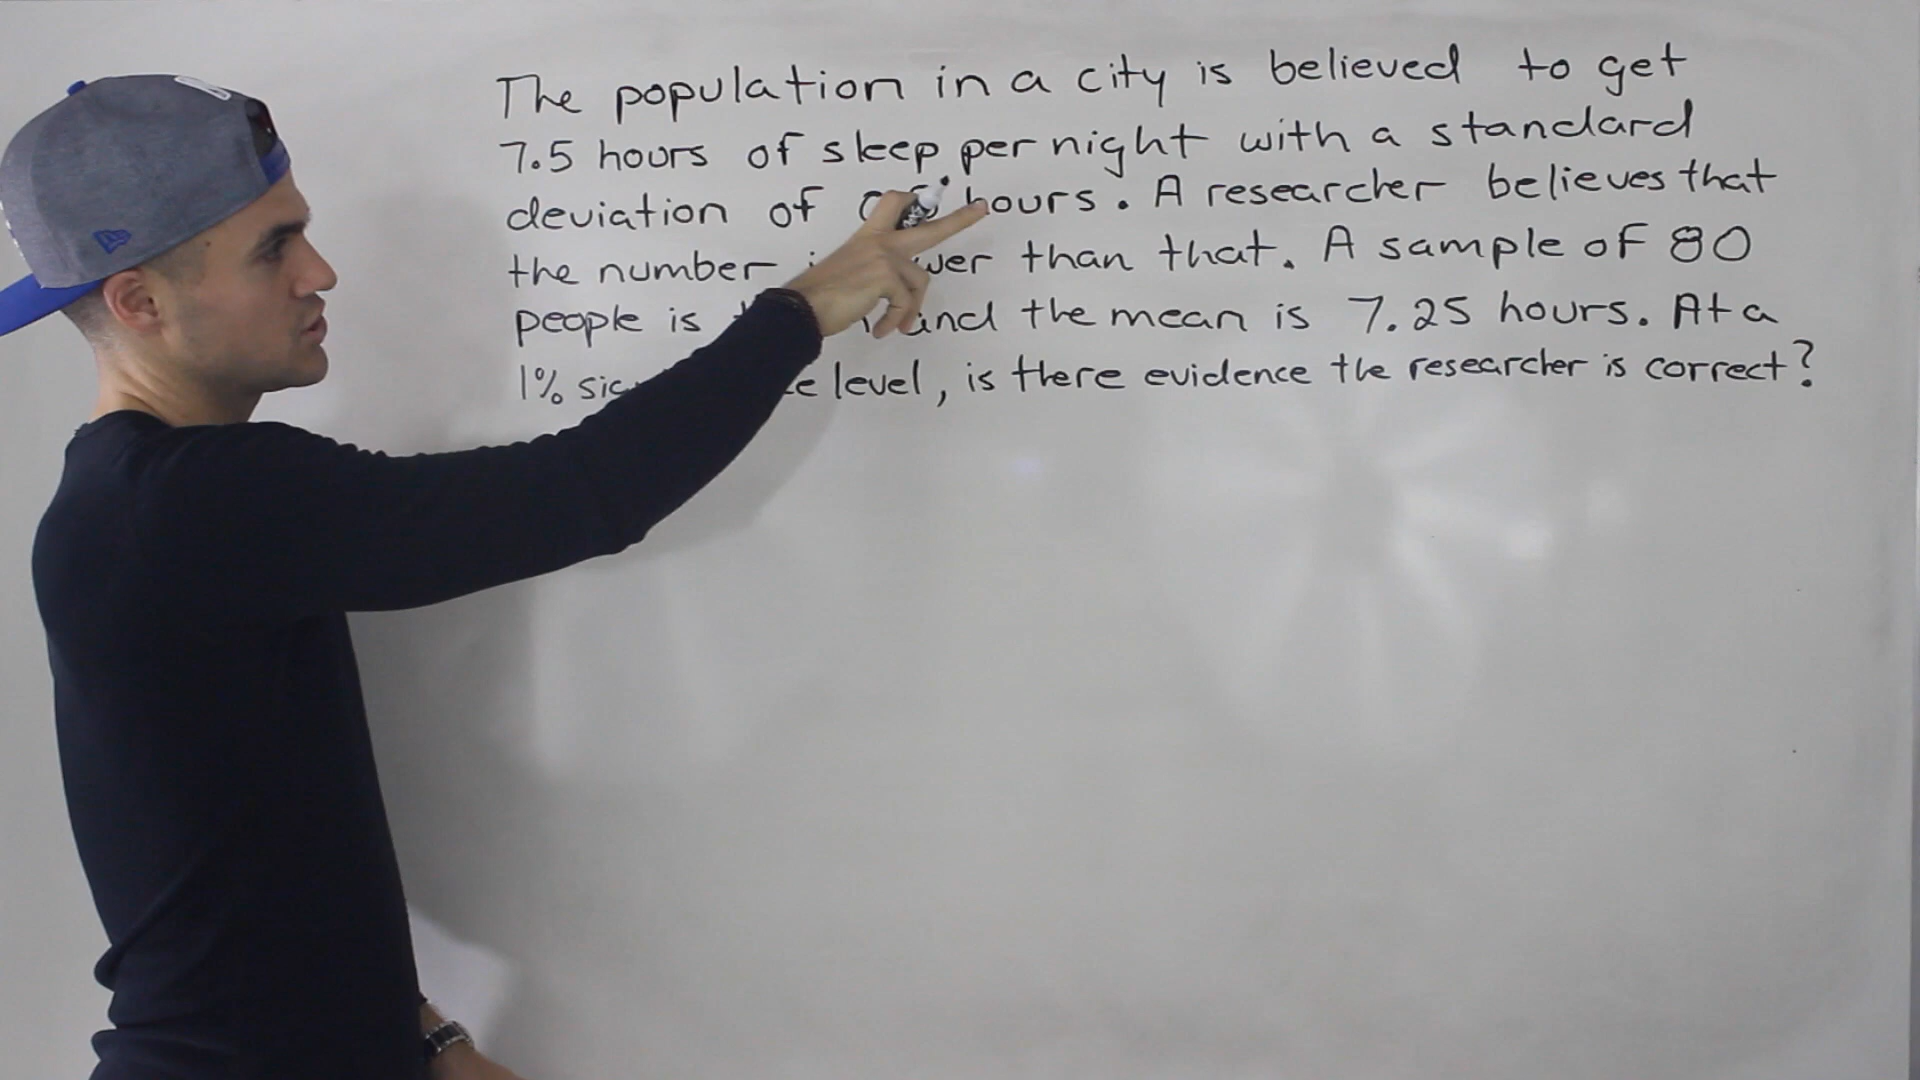 The population in a city is believed to get
7.5 hours of sleep per night with a standard
deviation of hours. A researcher believes that
the number than that. A sample of 80
people is and the mean is 7.25 hours. At a
1% level, is there evidence the researcher is correct?